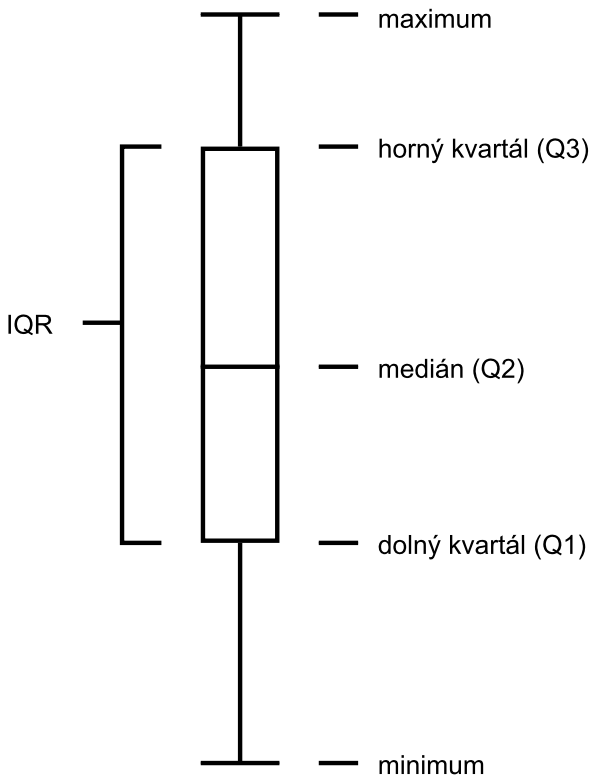 maximum
horný kvartál (Q3)
IQR
medián (Q2)
dolný kvartál (Q1)
minimum